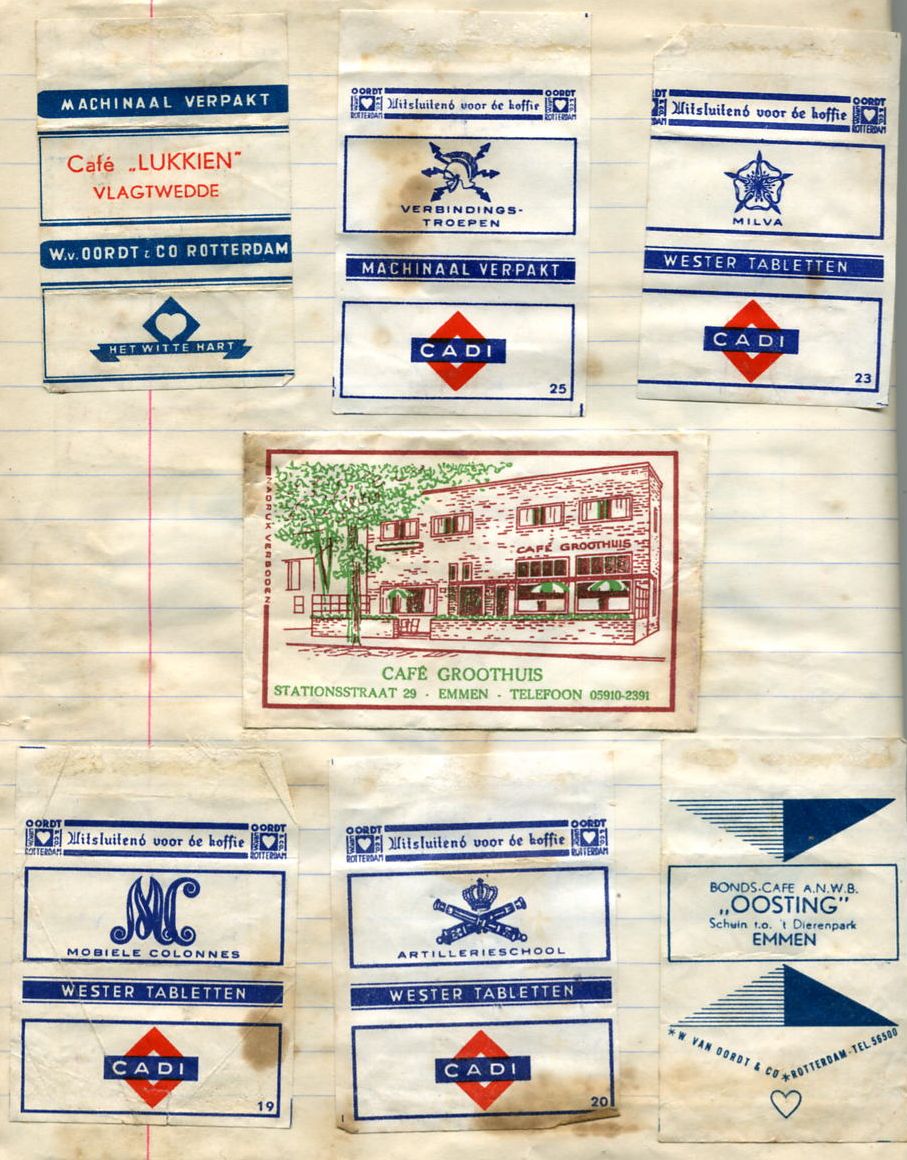 MACHINAAL VERPAKT
Café „LUKKIEN"
VLAGTWEDDE
W.v. OORDT & CO ROTTERDAM
HET WITTE HART
OORDT
ROTTERDAM
Uitsluitend voor de koffie
OORDT
ROTTERDAM
VERBINDINGS-
TROEPEN
MACHINAAL VERPAKT
CADI
25
Uitsluitend voor de koffie
OORDT
ROTTERDAM
MILVA
WESTER TABLETTEN
CADI
23
NADRUK VERBODEN
CAFÉ GROOTHUIS
CAFÉ GROOTHUIS
STATIONSSTRAAT 29 - EMMEN - TELEFOON 05910-2391
OORDT
ROTTERDAM
Uitsluitend voor de koffie
OORDT
ROTTERDAM
MC
MOBIELE COLONNES
WESTER TABLETTEN
CADI
19
OORDT
ROTTERDAM
Uitsluitend voor de koffie
OORDT
ROTTERDAM
ARTILLERIESCHOOL
WESTER TABLETTEN
CADI
20
BONDS-CAFE A.N.W.B.
„OOSTING"
Schuin t.o. 't Dierenpark
EMMEN
* W VAN OORDT & CO * ROTTERDAM - TEL. 56500